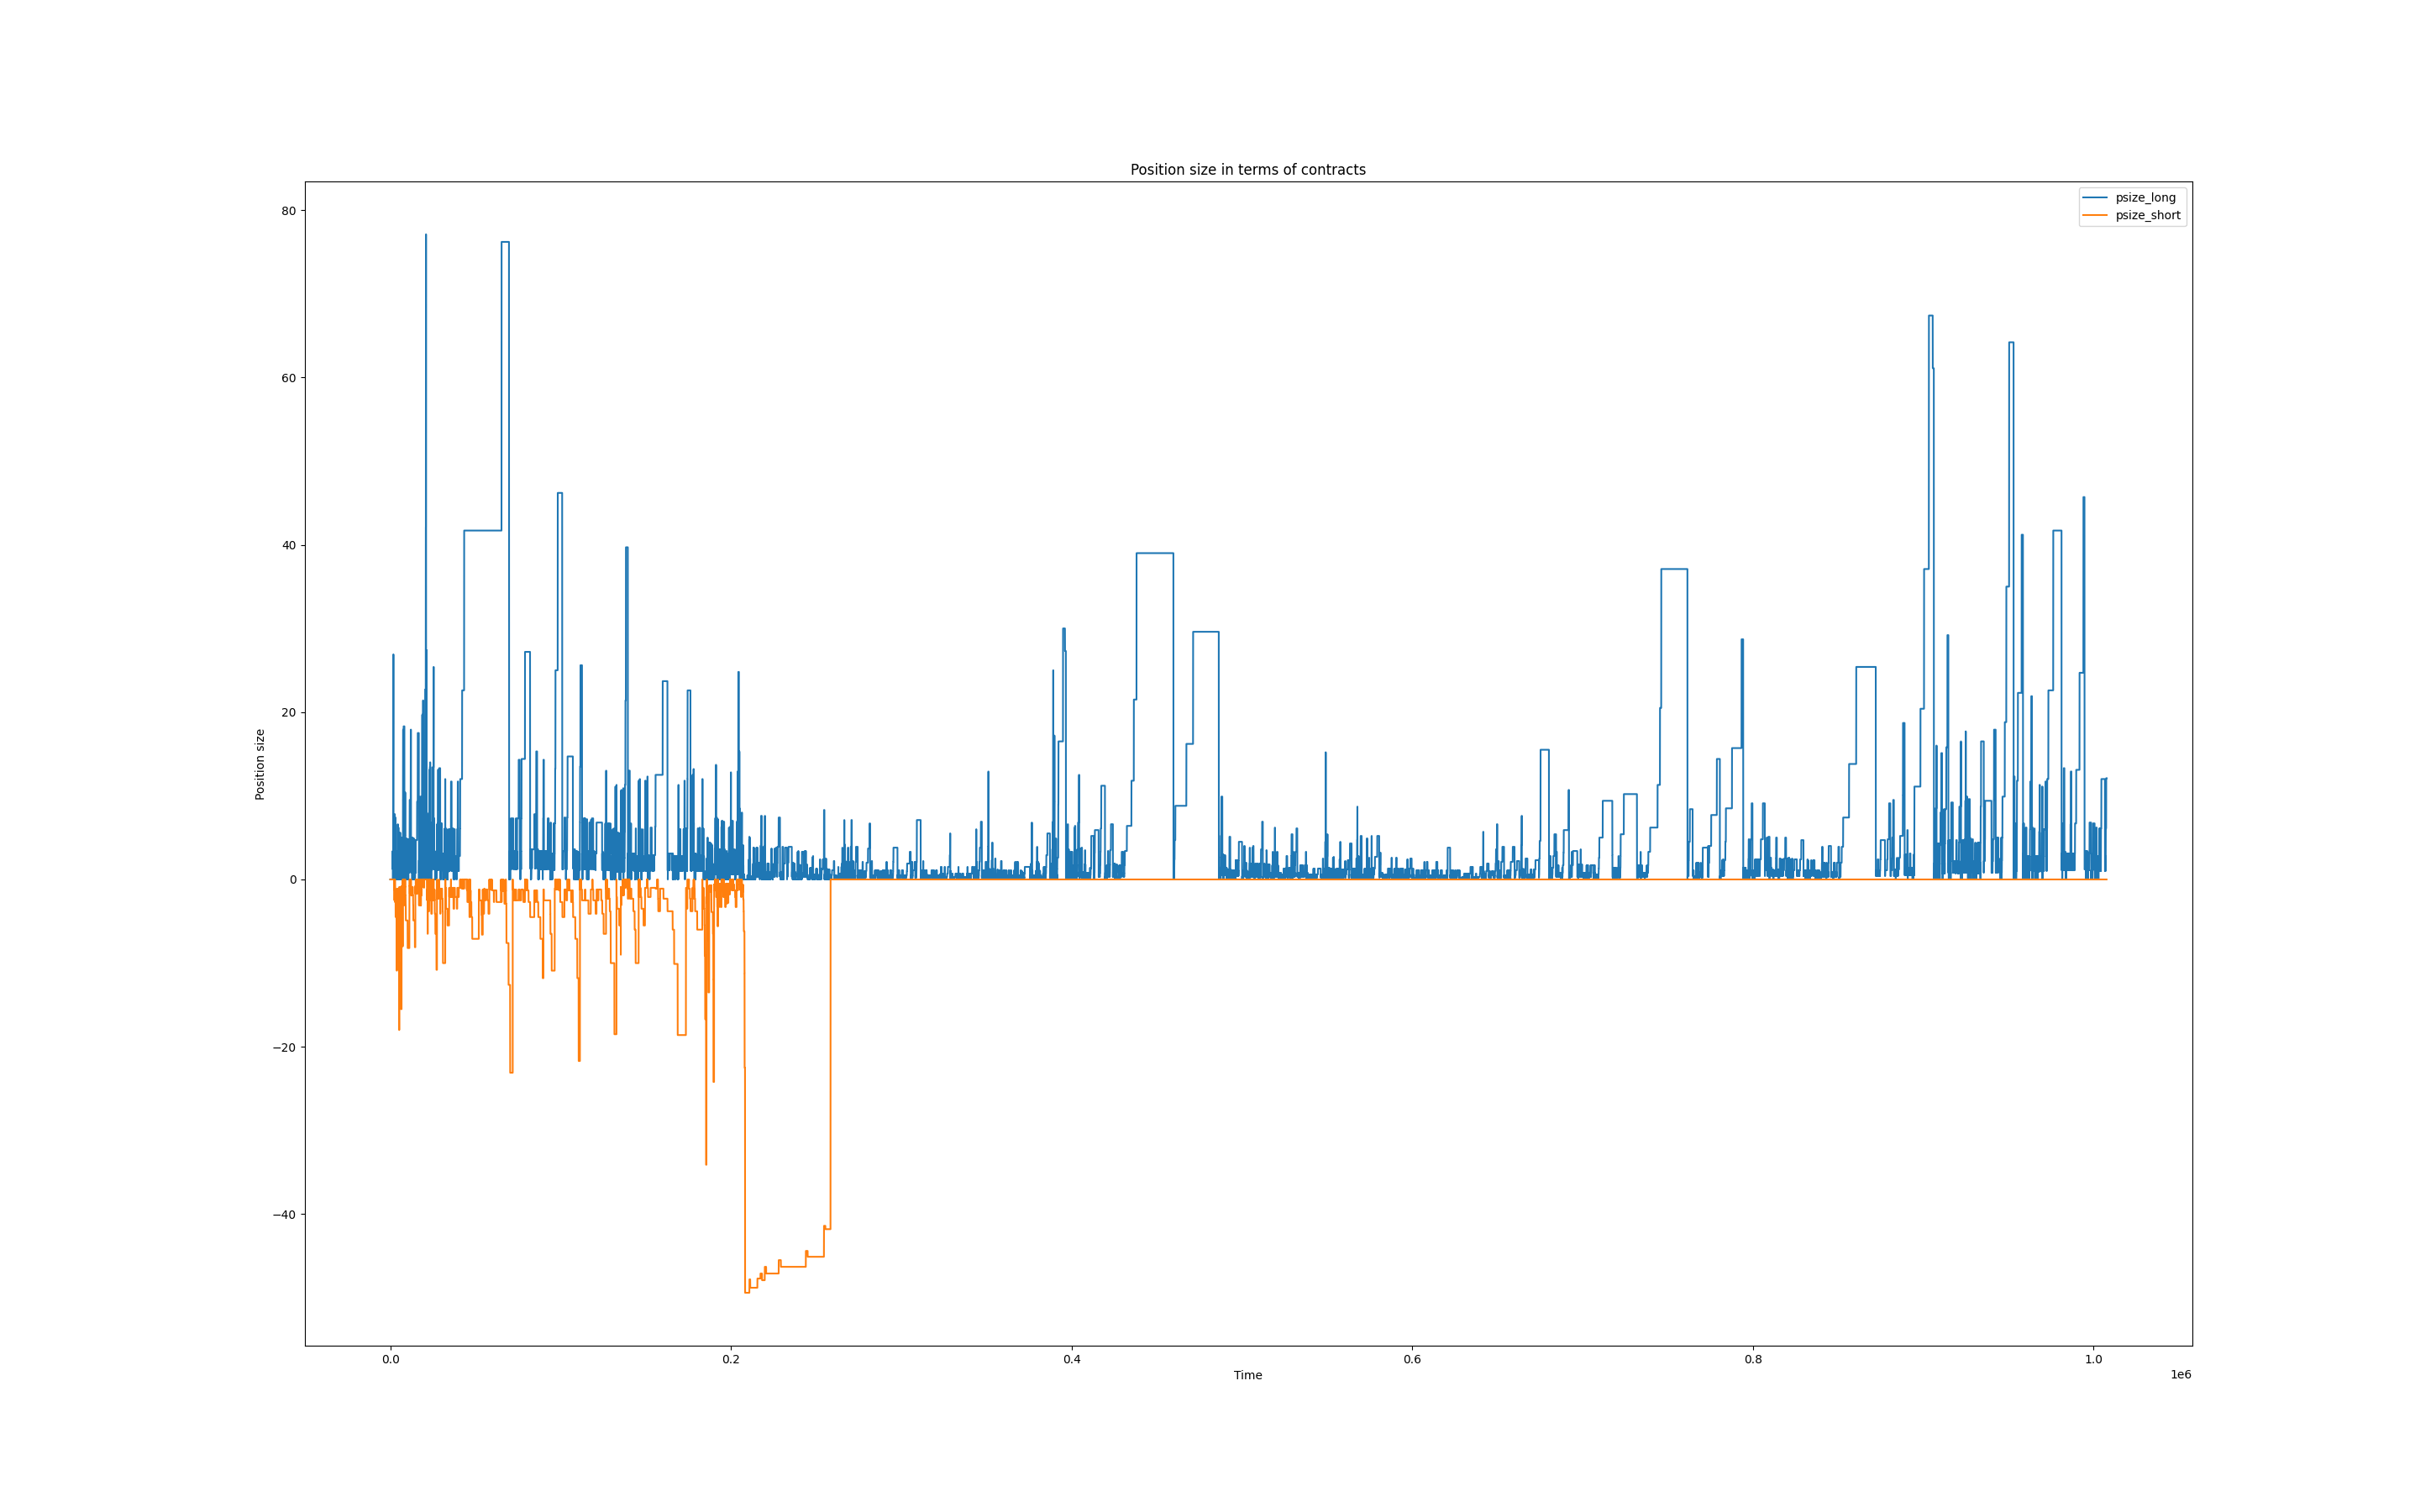 Position size in terms of contracts
psize_long
psize_short
Position size
80
60
40
20
0
−20
−40
0.0 0.2 0.4 0.6 0.8 1.0
1e6
Time